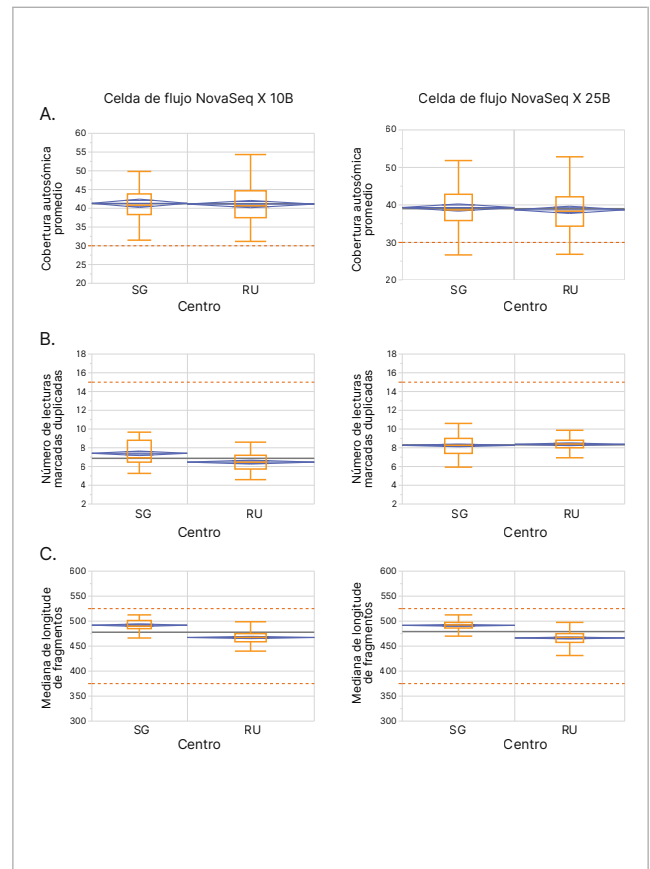 Celda de flujo NovaSeq X 10B
Celda de flujo NovaSeq X 25B
A.
Cobertura autosómica
promedio
60
55
50
45
40
35
30
25
20
SG
RU
Centro
Cobertura autosómica
promedio
60
50
40
30
20
SG
RU
Centro
B.
Número de lecturas
marcadas duplicadas
18
16
14
12
10
8
6
4
2
SG
RU
Centro
Número de lecturas
marcadas duplicadas
18
16
14
12
10
8
6
4
2
SG
RU
Centro
C.
Mediana de longitude
de fragmentos
600
550
500
450
400
350
300
SG
RU
Centro
Mediana de longitude
de fragmentos
600
550
500
450
400
350
300
SG
RU
Centro